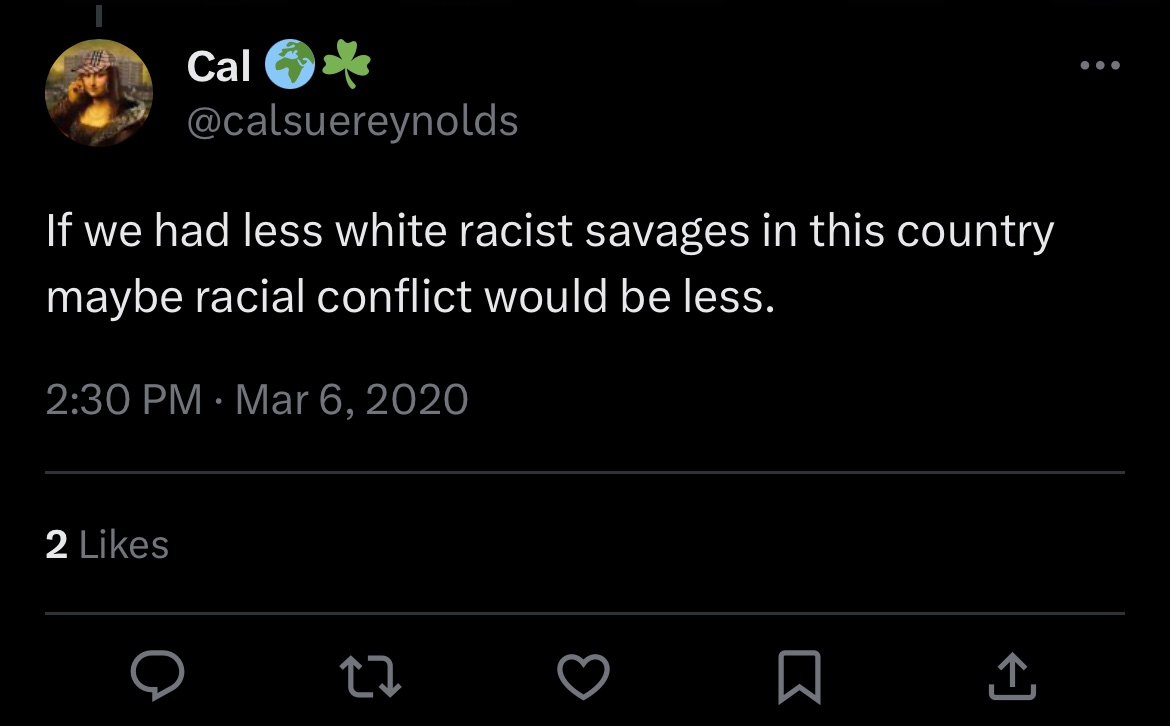 Cal 🌍☘️
@calsuereynolds
If we had less white racist savages in this country
maybe racial conflict would be less.
2:30 PM · Mar 6, 2020
2 Likes